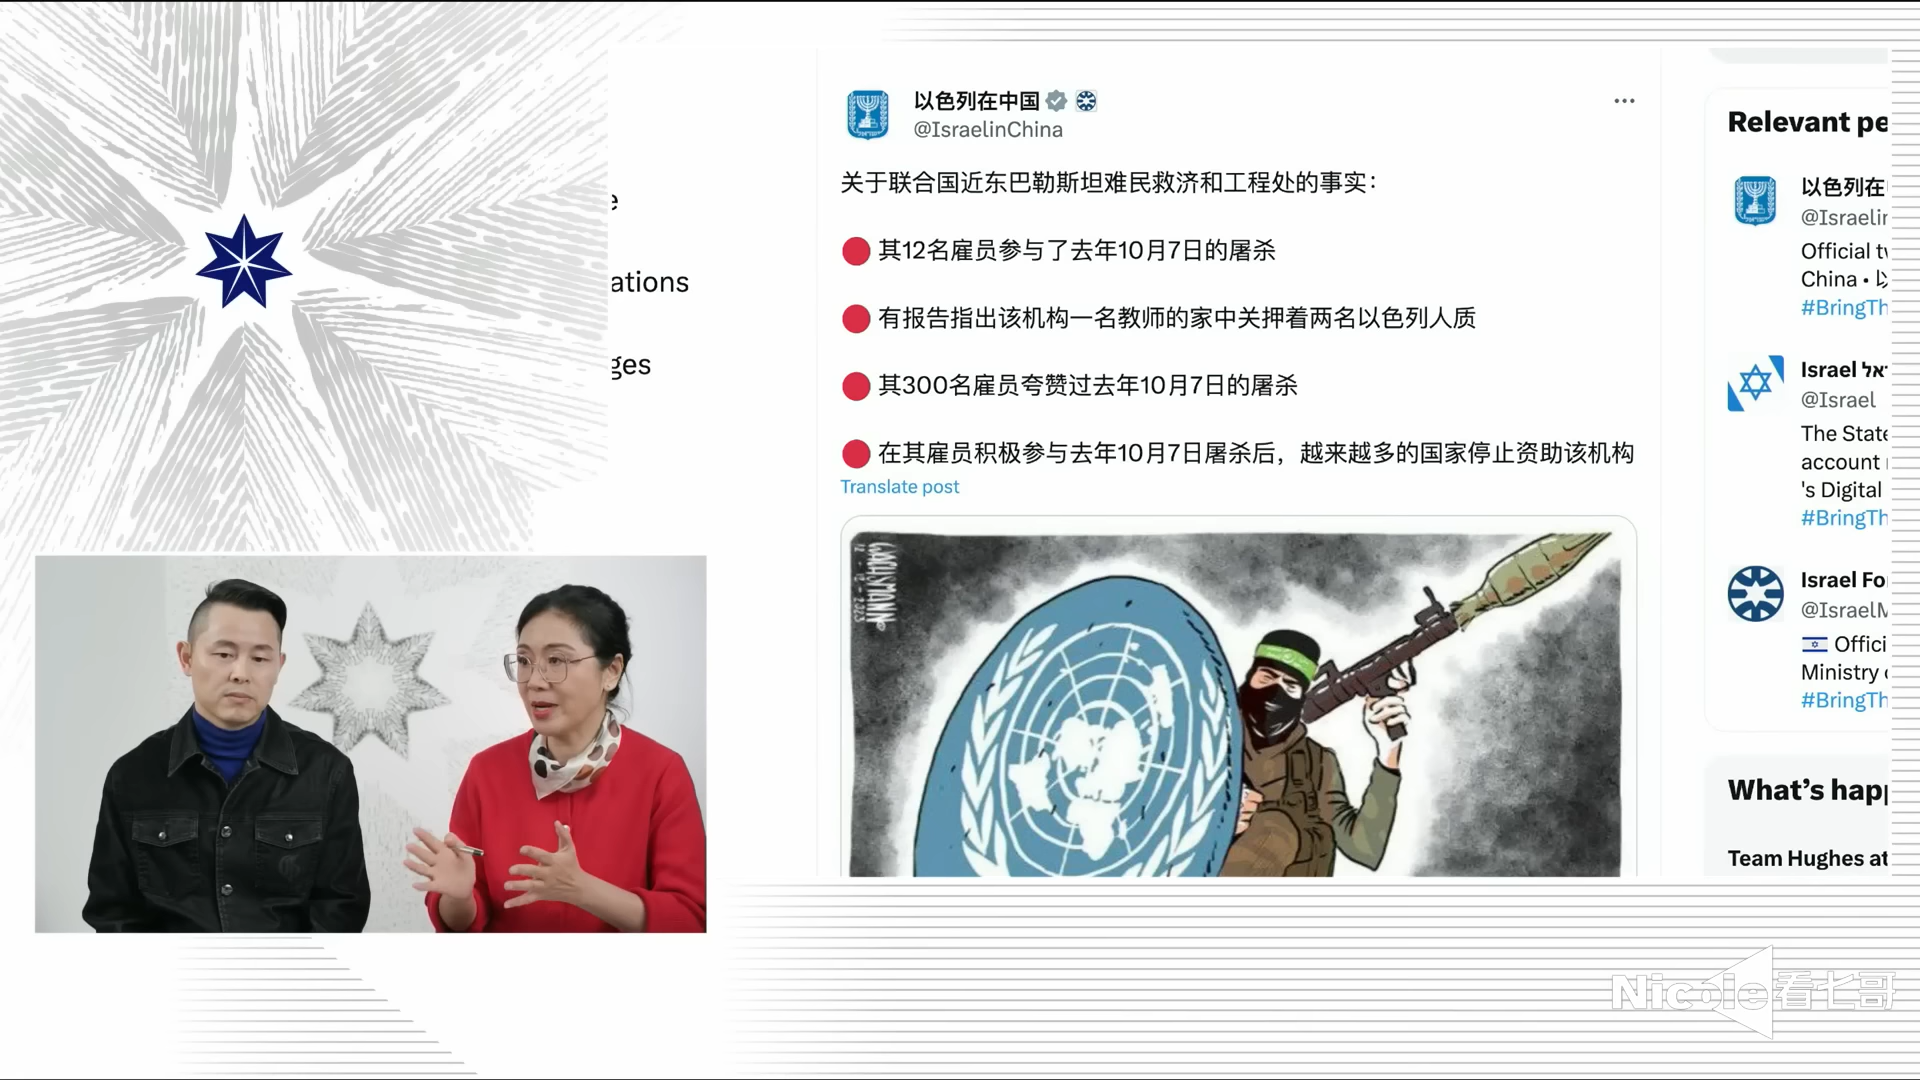 e
ations
ges
以色列在中国
@IsraelinChina
关于联合国近东巴勒斯坦难民救济和工程处的事实：
其12名雇员参与了去年10月7日的屠杀
有报告指出该机构一名教师的家中关押着两名以色列人质
其300名雇员夸赞过去年10月7日的屠杀
在其雇员积极参与去年10月7日屠杀后，越来越多的国家停止资助该机构
Translate post
Relevant pe
以色列在
@Israelin
Official tw
China • 以
#BringTh
Israel
@Israel
The State
account
's Digital
#BringTh
Israel Fo
@IsraelM
Offici
Ministry
#BringTh
What's hap
Team Hughes at
Nicole看七哥